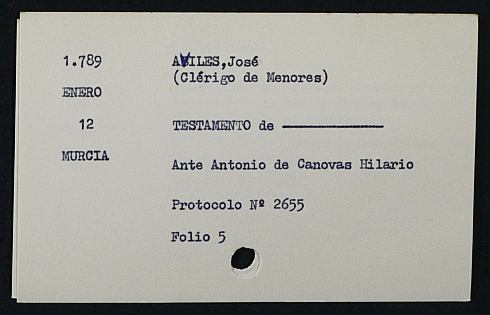 1.789
AVILES,José
(Clérigo de Menores)
ENERO
12
TESTAMENTO de ——————
MURCIA
Ante Antonio de Canovas Hilario
Protocolo Nº 2655
Folio 5